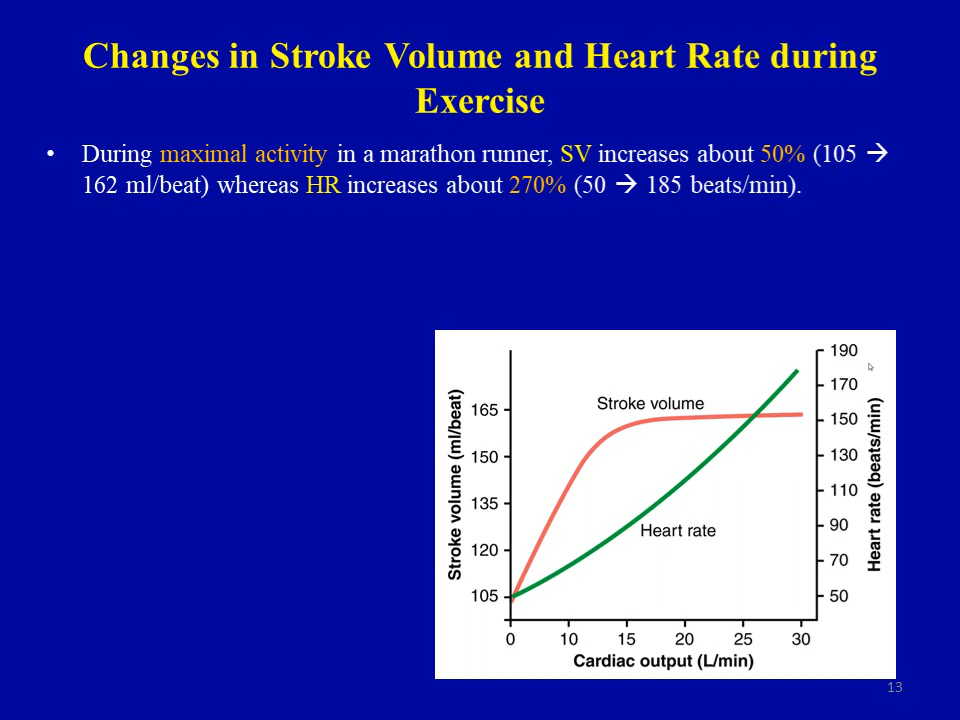 Changes in Stroke Volume and Heart Rate during
Exercise
• During maximal activity in a marathon runner, SV increases about 50% (105 →
162 ml/beat) whereas HR increases about 270% (50 → 185 beats/min).
Stroke volume (ml/beat)
165
150
135
120
105
Stroke volume
Heart rate
190
170
150
130
110
90
70
50
Heart rate (beats/min)
0 10 15 20 25 30
Cardiac output (L/min)
13